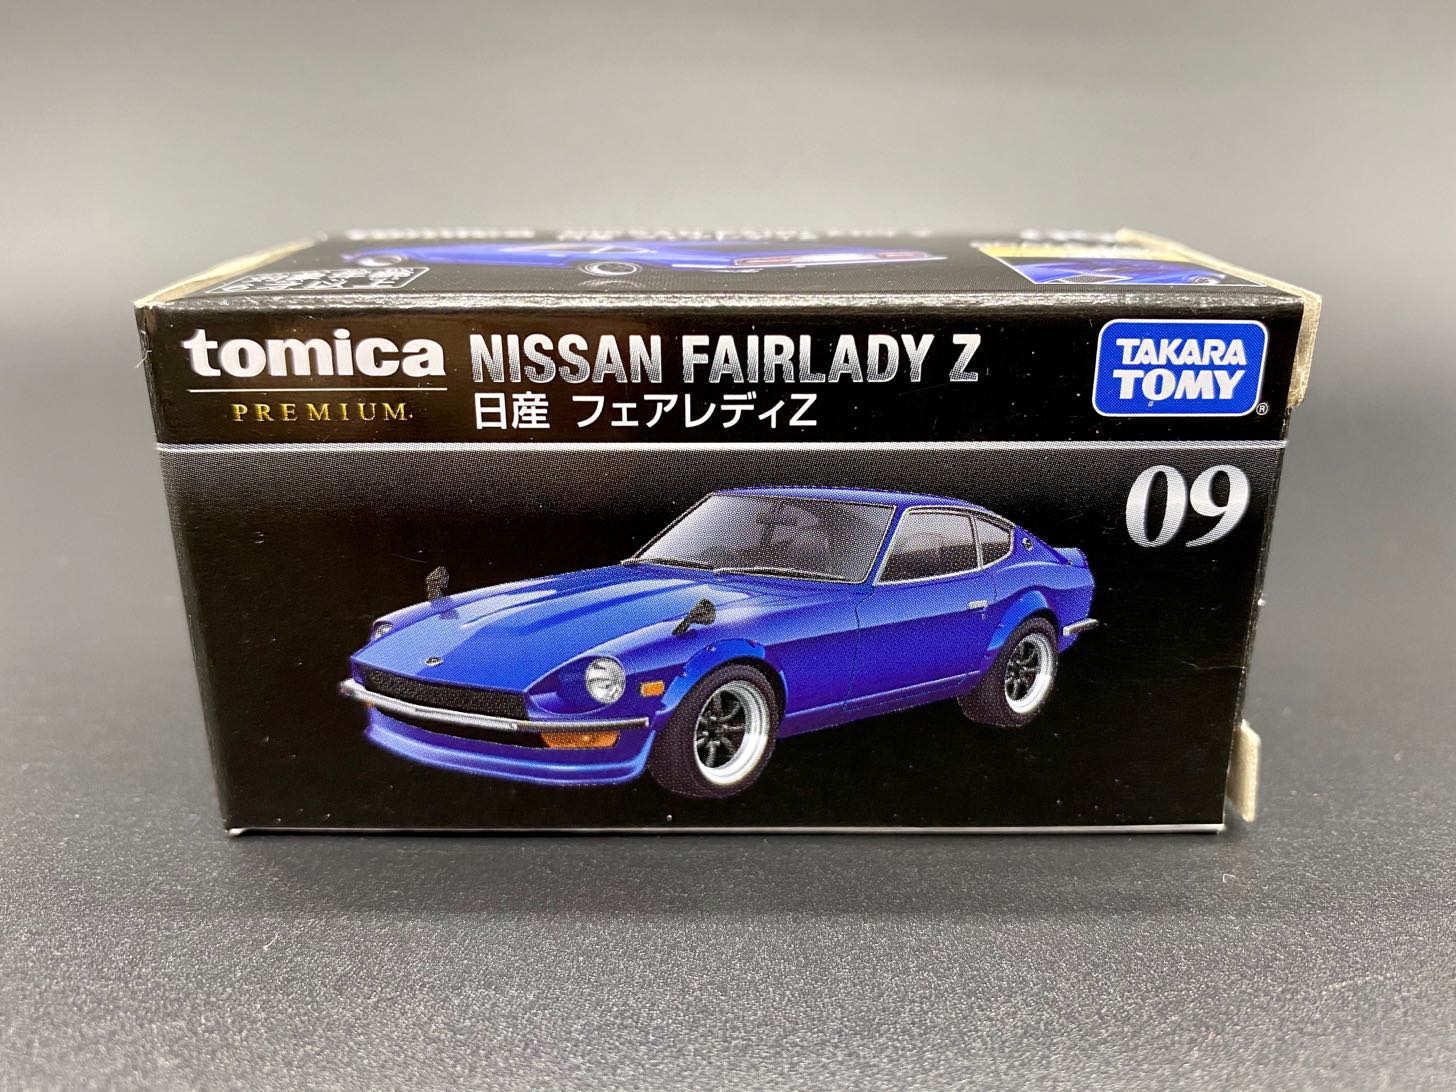 tomica
PREMIUM
NISSAN FAIRLADY Z
日産 フェアレディZ
TAKARA
TOMY
®
09